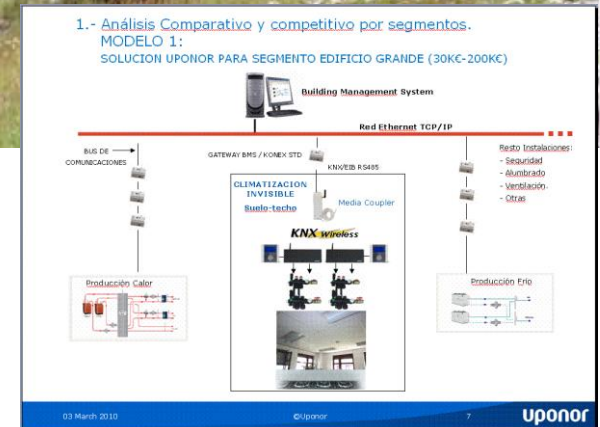 1.- Análisis Comparativo y competitivo por segmentos.
MODELO 1:
SOLUCION UPONOR PARA SEGMENTO EDIFICIO GRANDE (30K€-200K€)
Building Management System
Red Ethernet TCP/IP
BUS DE
COMUNICACIONES
GATEWAY BMS / KONEX STD
KNX/EIB RS485
Resto Instalaciones:
- Seguridad
- Alumbrado
- Ventilación.
- Otras
CLIMATIZACION
INVISIBLE
Suelo-techo
Media Coupler
KNX Wireless
Producción Calor
Producción Frio
03 March 2010
©Uponor
7
uponor